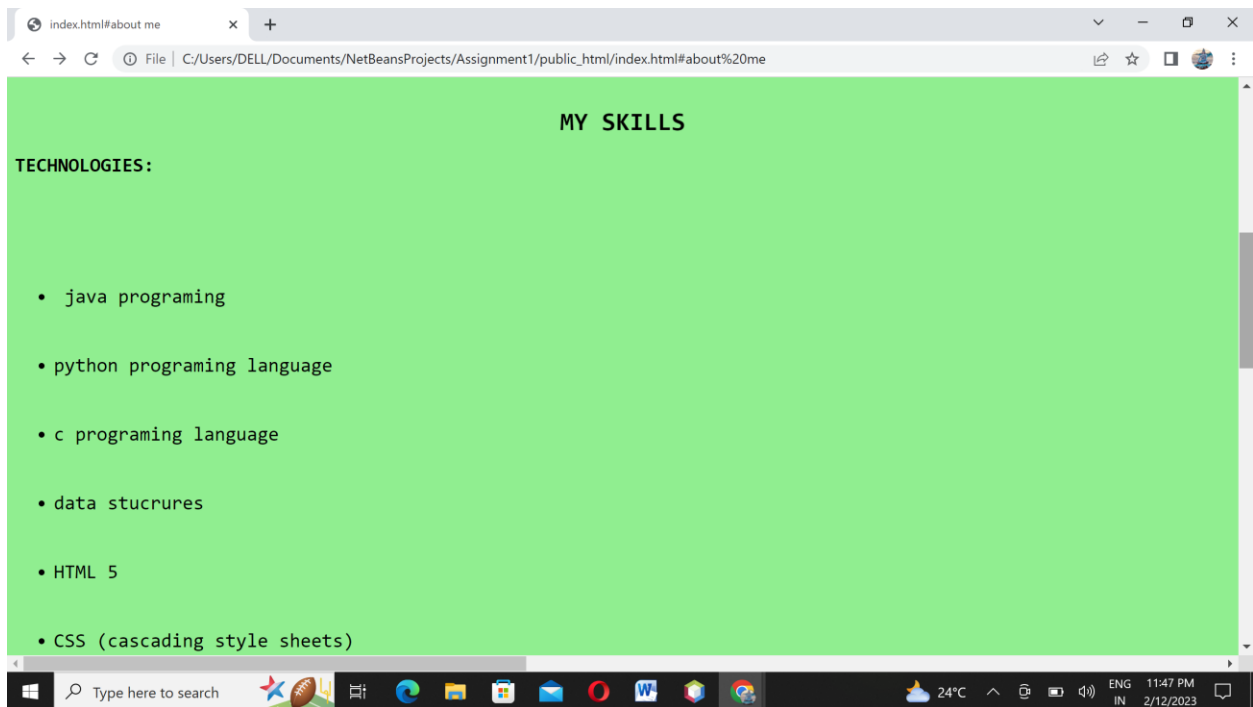 index.html#about me
File | C:/Users/DELL/Documents/NetBeansProjects/Assignment1/public_html/index.html#about%20me
MY SKILLS
TECHNOLOGIES:
• java programing
• python programing language
• c programing language
• data stucrures
• HTML 5
• CSS (cascading style sheets)
Type here to search
24°C
ENG
IN
11:47 PM
2/12/2023